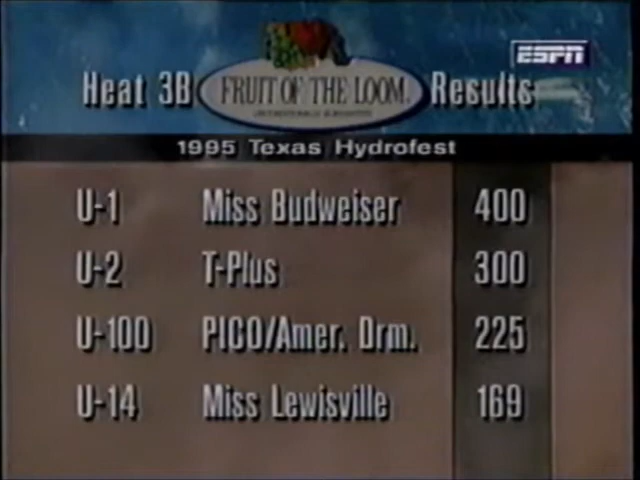 ESPN
Heat 3B FRUIT OF THE LOOM. Results
1995 Texas Hydrofest
U-1 Miss Budweiser 400
U-2 T-Plus 300
U-100 PICO/Amer. Drm. 225
U-14 Miss Lewisville 169